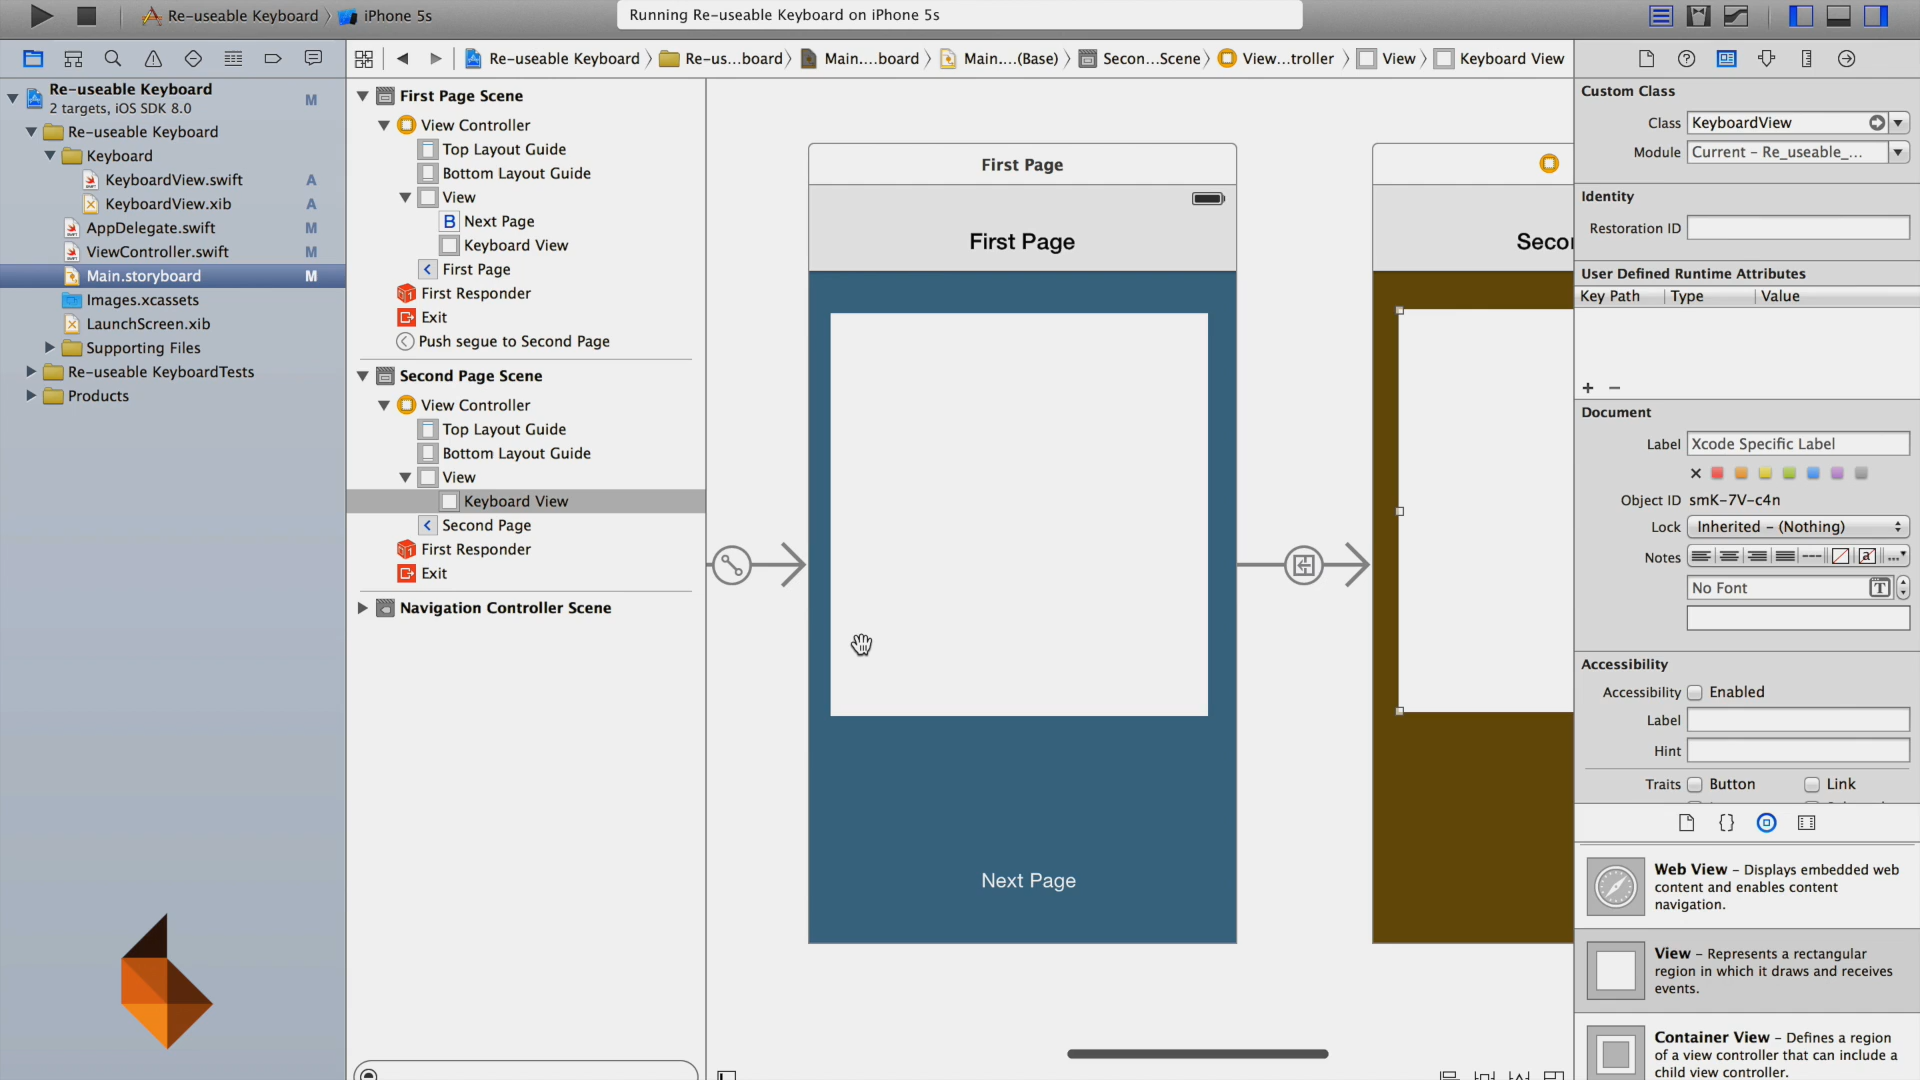 Re-useable Keyboard
iPhone 5s
Running Re-useable Keyboard on iPhone 5s
Re-useable Keyboard
Re-us...board
Main....board
Main....(Base)
Secon...Scene
View...troller
View
Keyboard View
Re-useable Keyboard
M
2 targets, iOS SDK 8.0
Re-useable Keyboard
Keyboard
KeyboardView.swift
A
KeyboardView.xib
A
AppDelegate.swift
M
ViewController.swift
M
Main.storyboard
M
Images.xcassets
LaunchScreen.xib
Supporting Files
Re-useable KeyboardTests
Products
First Page Scene
View Controller
Top Layout Guide
Bottom Layout Guide
View
B Next Page
Keyboard View
First Page
First Responder
Exit
Push segue to Second Page
Second Page Scene
View Controller
Top Layout Guide
Bottom Layout Guide
View
Keyboard View
Second Page
First Responder
Exit
Navigation Controller Scene
First Page
First Page
Next Page
Secon
Custom Class
Class KeyboardView
Module Current - Re_useable_...
Identity
Restoration ID
User Defined Runtime Attributes
Key Path
Type
Value
+ −
Document
Label Xcode Specific Label
Object ID smK-7V-c4n
Lock Inherited - (Nothing)
Notes
No Font
Accessibility
Accessibility Enabled
Label
Hint
Traits Button Link
Web View - Displays embedded web
content and enables content
navigation.
View - Represents a rectangular
region in which it draws and receives
events.
Container View - Defines a region
of a view controller that can include a
child view controller.